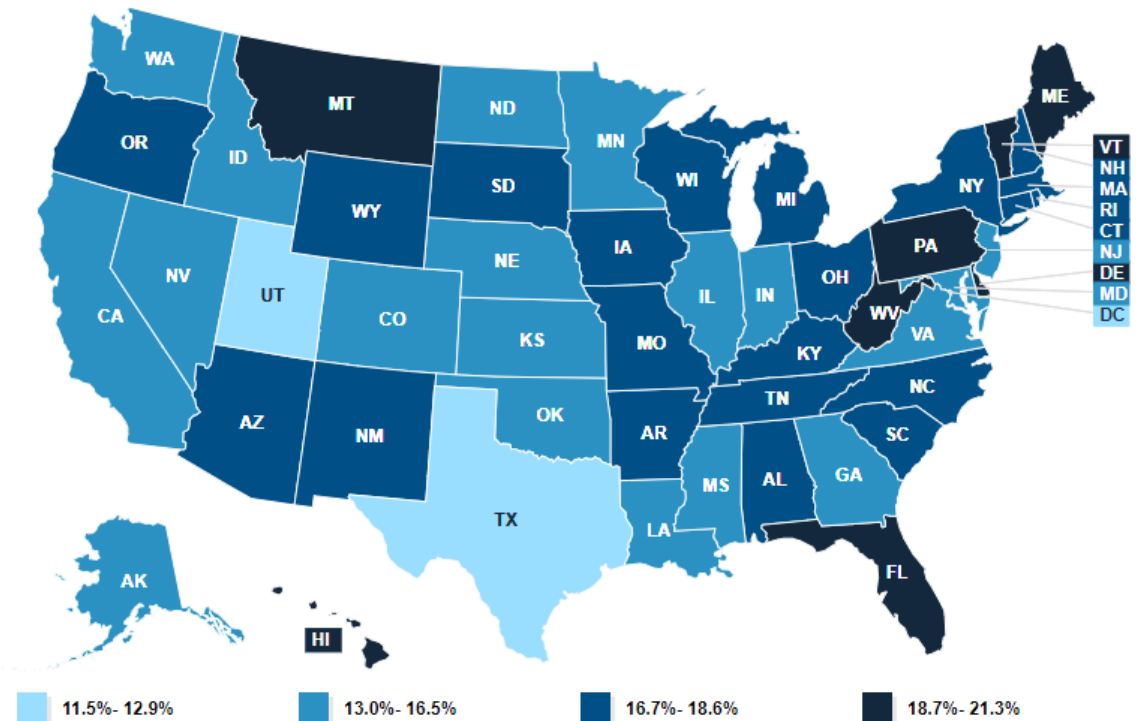 WA
MT
ND
MN
ME
OR
ID
SD
WI
MI
NY
VT
NH
MA
RI
CT
NJ
DE
MD
DC
WY
IA
NE
PA
NV
UT
CO
IL
IN
OH
WV
VA
CA
KS
MO
KY
NC
AZ
NM
OK
AR
TN
SC
MS
AL
GA
TX
LA
FL
AK
HI
11.5%- 12.9%
13.0%- 16.5%
16.7%- 18.6%
18.7%- 21.3%